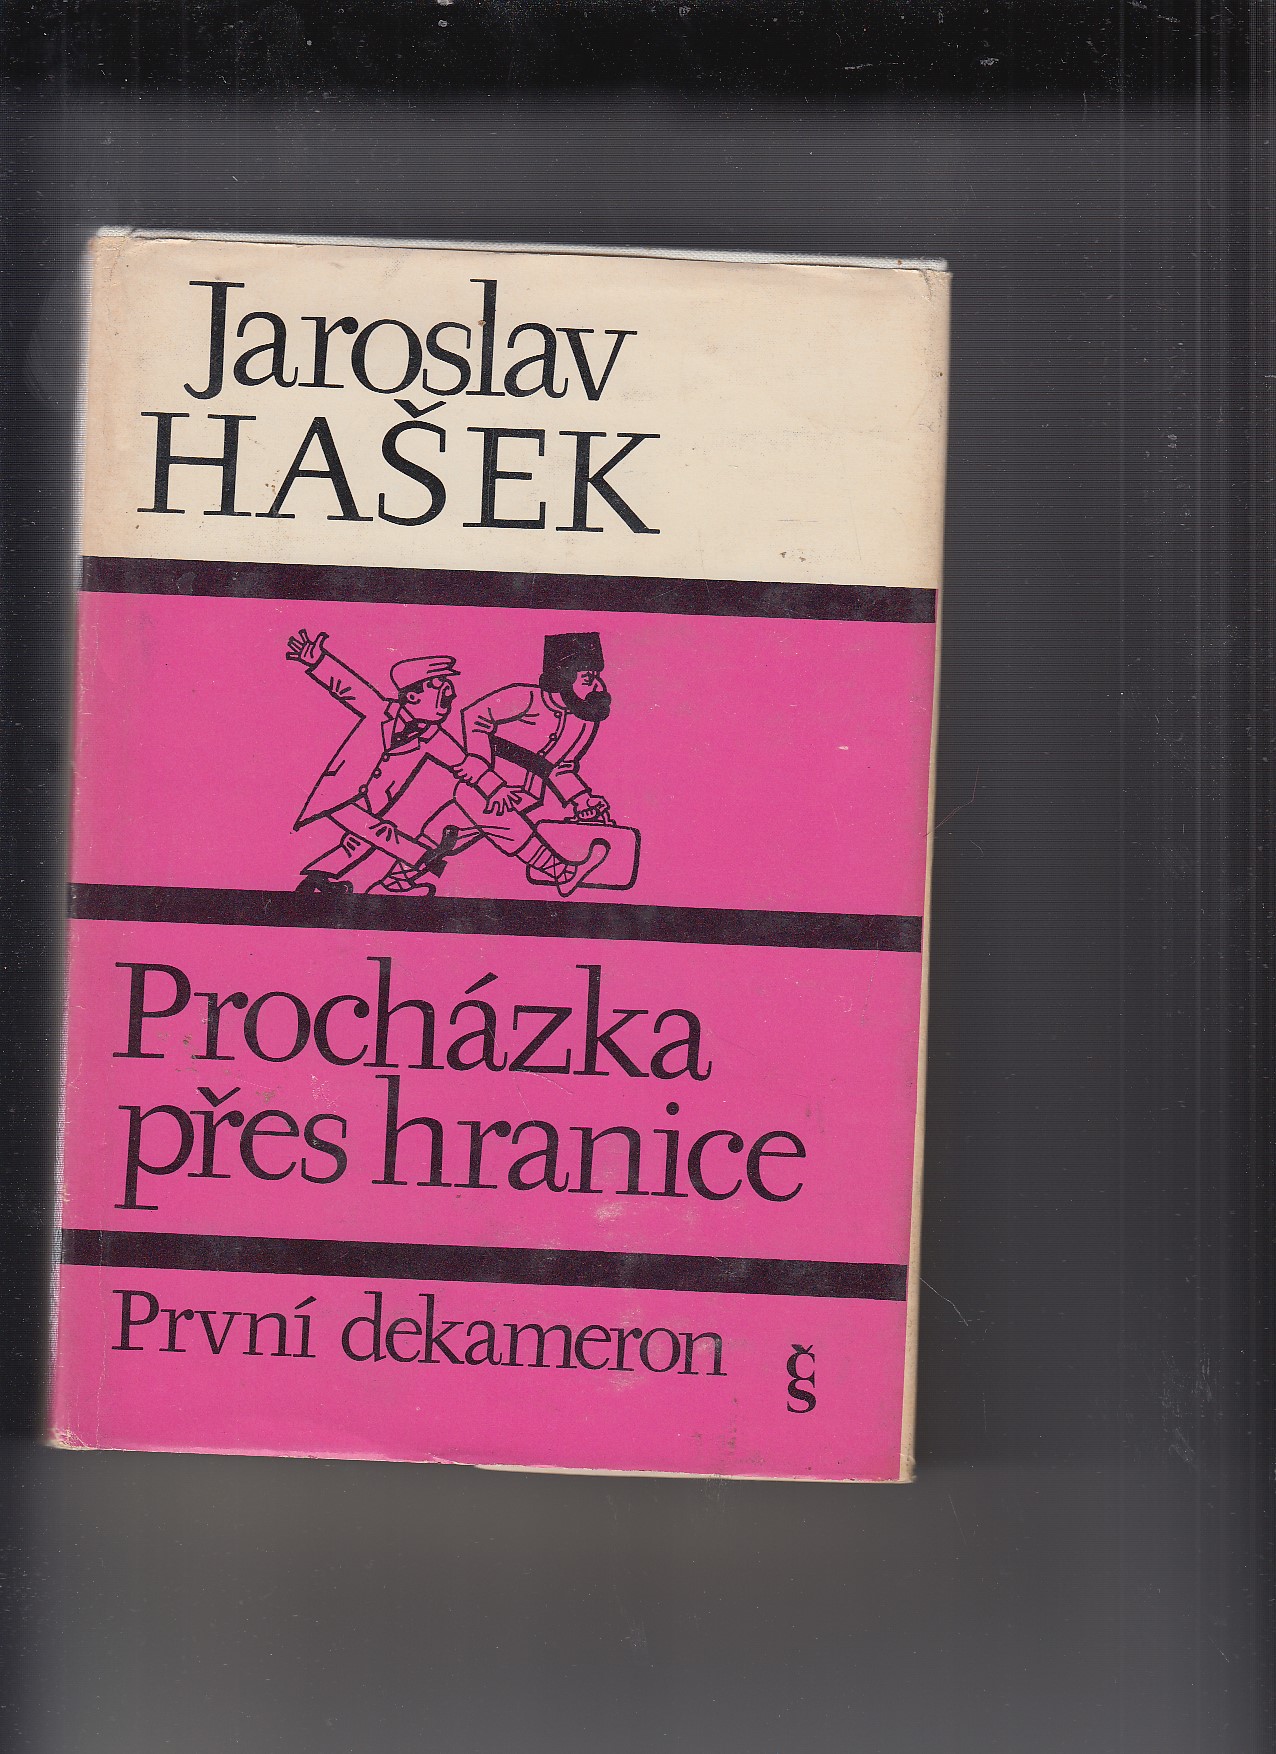 Jaroslav
HAŠEK
Procházka
přes hranice
První dekameron
čs